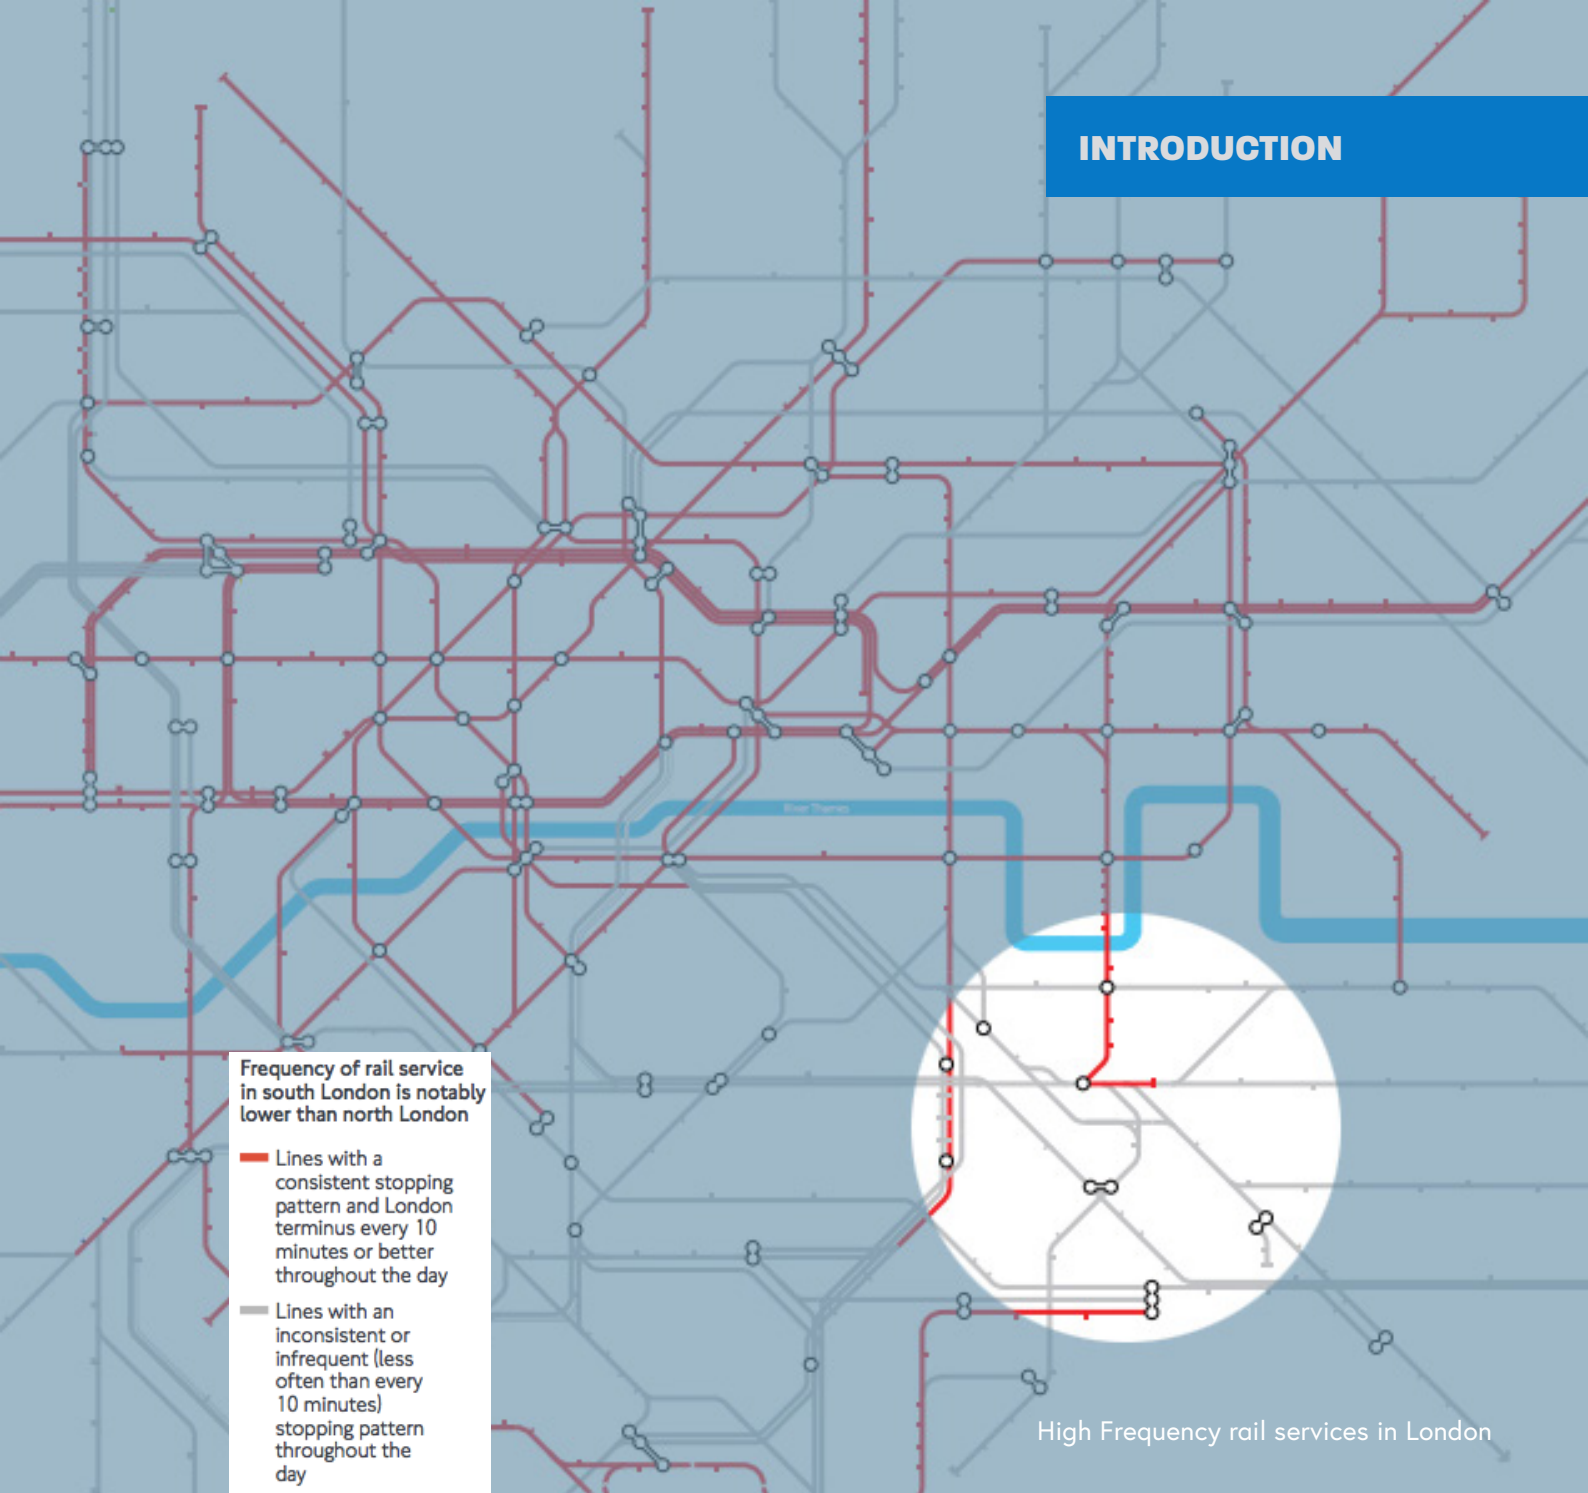 INTRODUCTION
River Thames
Frequency of rail service
in south London is notably
lower than north London
Lines with a
consistent stopping
pattern and London
terminus every 10
minutes or better
throughout the day
Lines with an
inconsistent or
infrequent (less
often than every
10 minutes)
stopping pattern
throughout the
day
High Frequency rail services in London